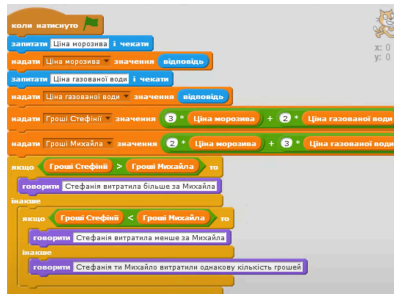 коли натиснуто
запитати Ціна морозива і чекати
надати Ціна морозива значення відповідь
запитати Ціна газованої води і чекати
надати Ціна газованої води значення відповідь
надати Гроші Стефінії значення 3 * Ціна морозива + 2 * Ціна газованої води
надати Гроші Михайла значення 2 * Ціна морозива + 3 * Ціна газованої води
якщо Гроші Стефінії > Гроші Михайла то
говорити Стефанія витратила більше за Михайла
інакше
якщо Гроші Стефінії < Гроші Михайла то
говорити Стефанія витратила менше за Михайла
інакше
говорити Стефанія ти Михайло витратили однакову кількість грошей
x: 0
y: 0